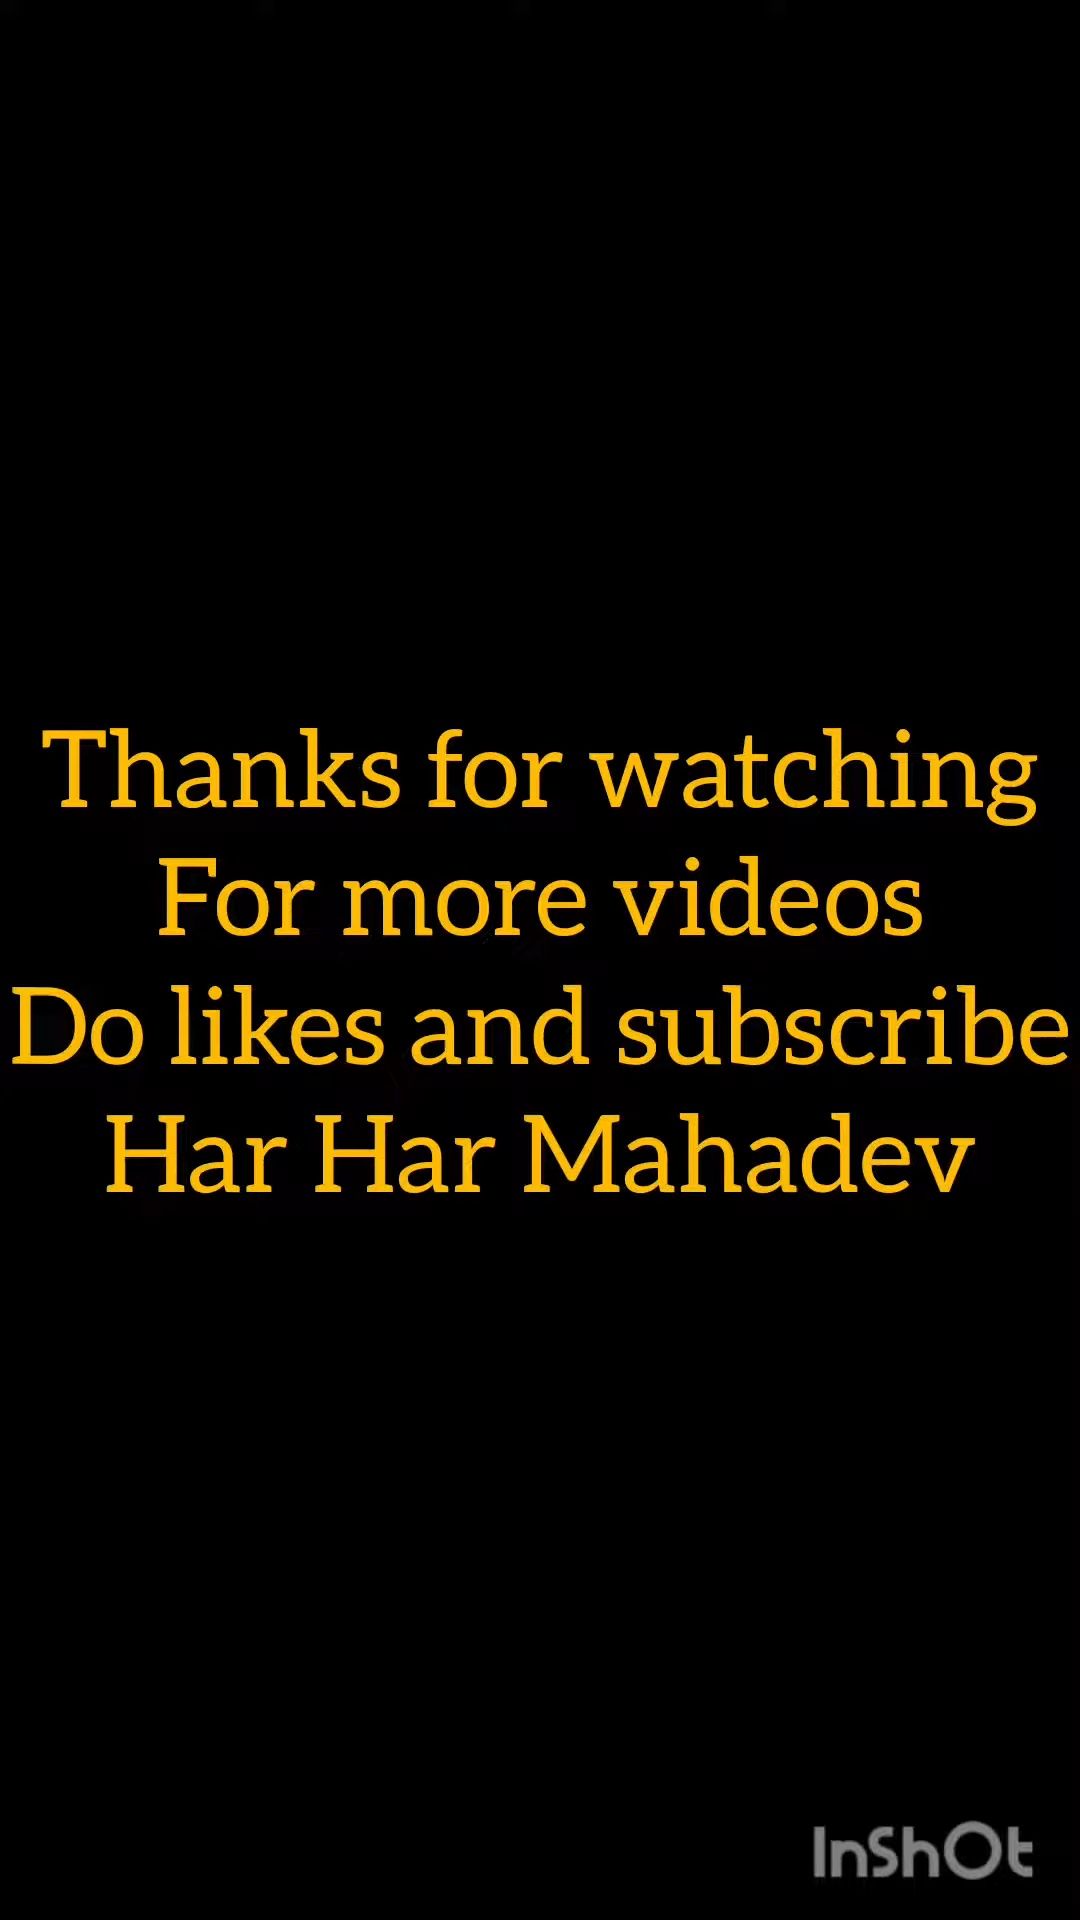 Thanks for watching
For more videos
Do likes and subscribe
Har Har Mahadev
InShOt